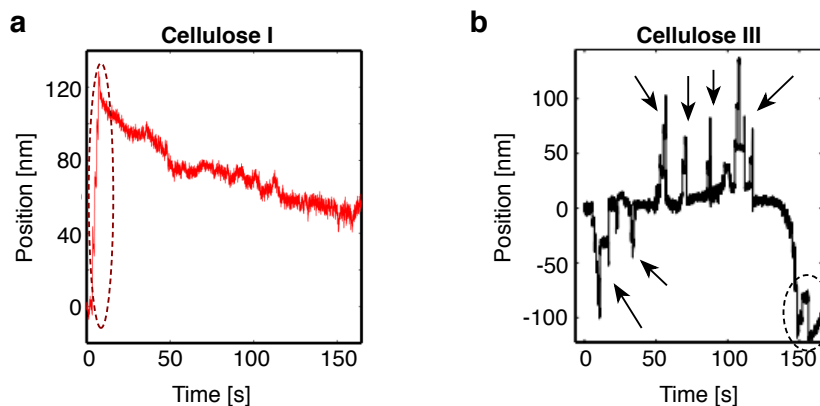 a
Cellulose I
120
80
40
0
Position [nm]
0 50 100 150
Time [s]
b
Cellulose III
100
50
0
-50
-100
Position [nm]
0 50 100 150
Time [s]